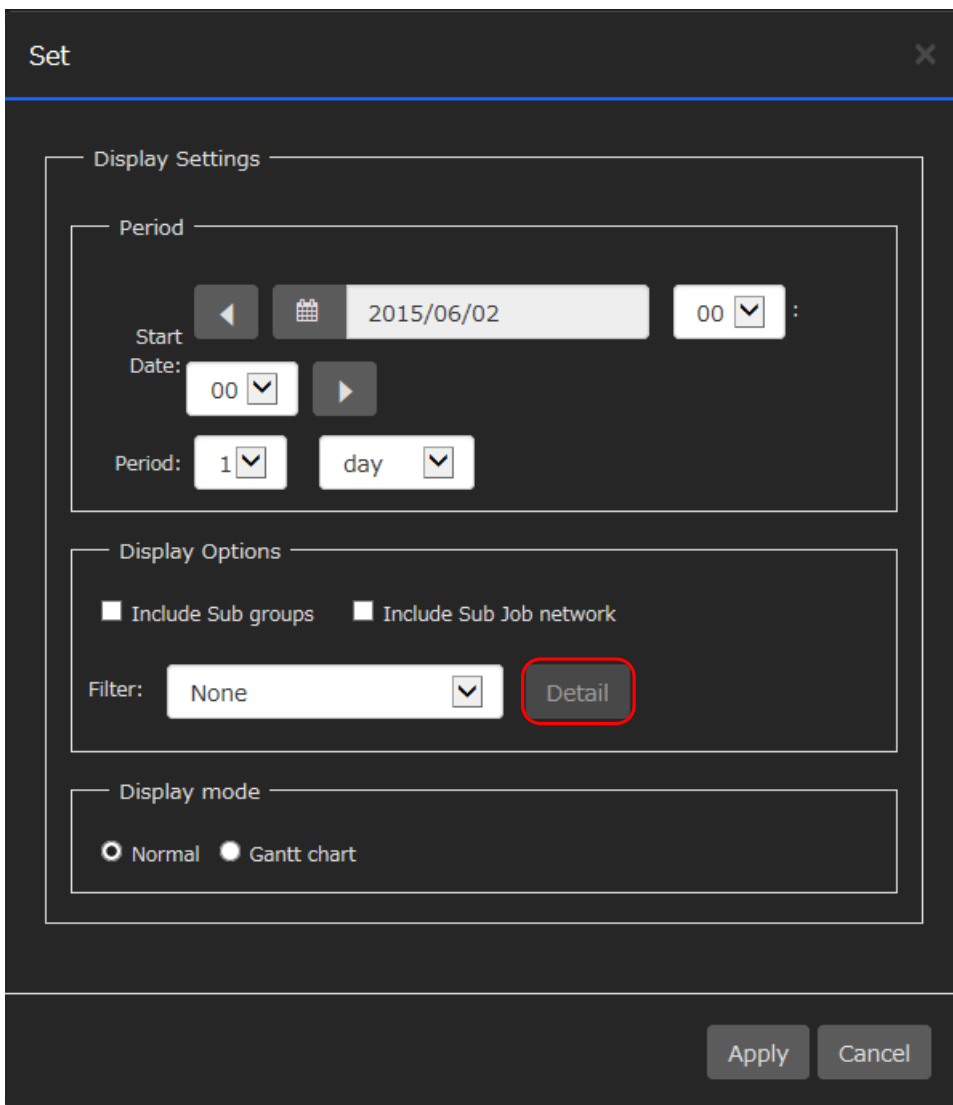 Set
Display Settings
Period
Start Date:
2015/06/02
00 :
00
Period: 1 day
Display Options
Include Sub groups Include Sub Job network
Filter: None Detail
Display mode
Normal Gantt chart
Apply Cancel